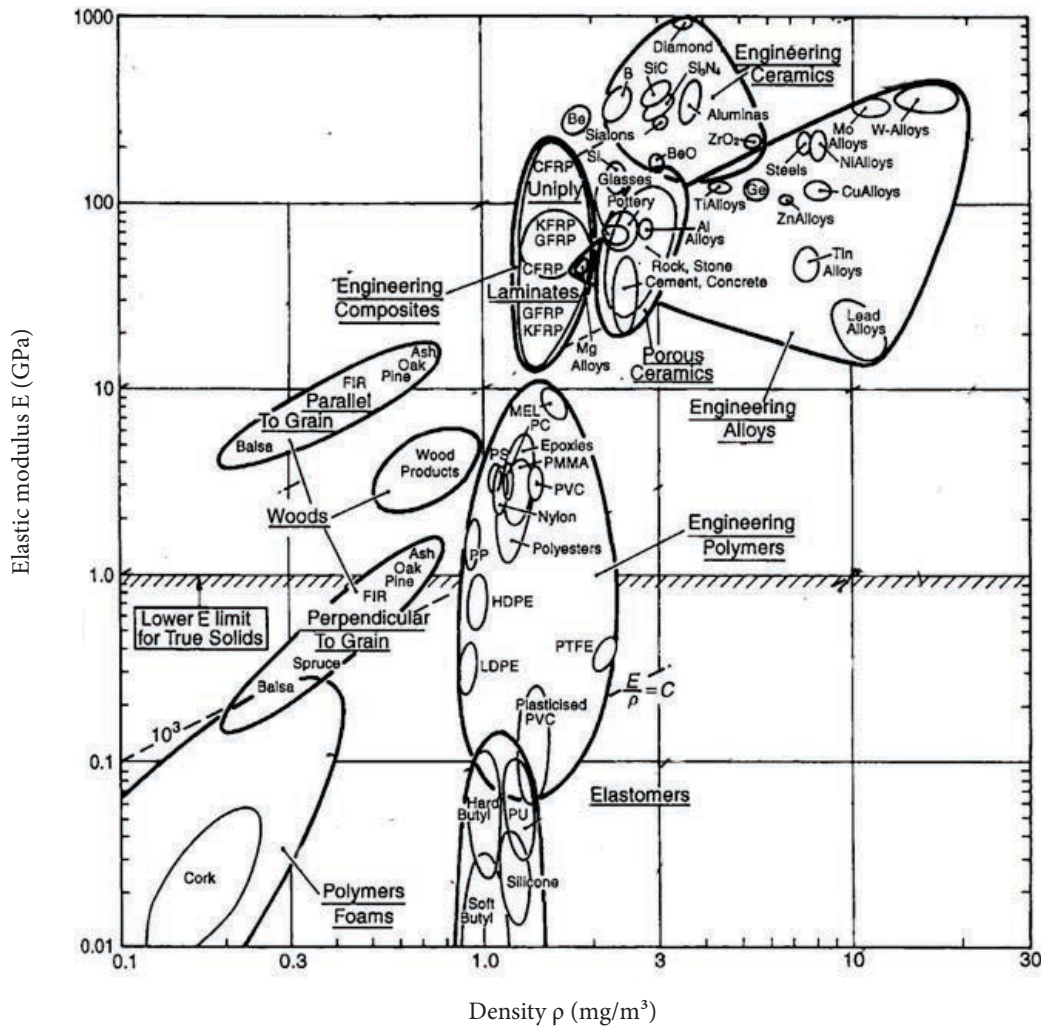 1000
Diamond
Engineering
Ceramics
B
SiC
Si₃N₄
Be
Aluminas
Sialons
ZrO₂
Mo
Alloys
W-Alloys
Si
BeO
Steels
NiAlloys
CFRP
Uniply
Glasses
Pottery
TiAlloys
Ge
CuAlloys
ZnAlloys
100
KFRP
GFRP
Al
Alloys
CFRP
Laminates
Rock, Stone
Cement, Concrete
Tin
Alloys
Engineering
Composites
GFRP
KFRP
Lead
Alloys
Mg
Alloys
Porous
Ceramics
Engineering
Alloys
Ash
Oak
Pine
FIR
Parallel
To Grain
Balsa
10
MEL
PC
Epoxies
PS
PMMA
PVC
Nylon
Polyesters
Wood
Products
Woods
Engineering
Polymers
Elastic modulus E (GPa)
PP
Ash
Oak
Pine
FIR
1.0
Lower E limit
for True Solids
Perpendicular
To Grain
HDPE
Spruce
Balsa
LDPE
PTFE
E/ρ = C
Plasticised
PVC
10³
0.1
Hard
Butyl
PU
Elastomers
Cork
Polymers
Foams
Silicone
Soft
Butyl
0.01
0.1
0.3
1.0
3
10
30
Density ρ (mg/m³)